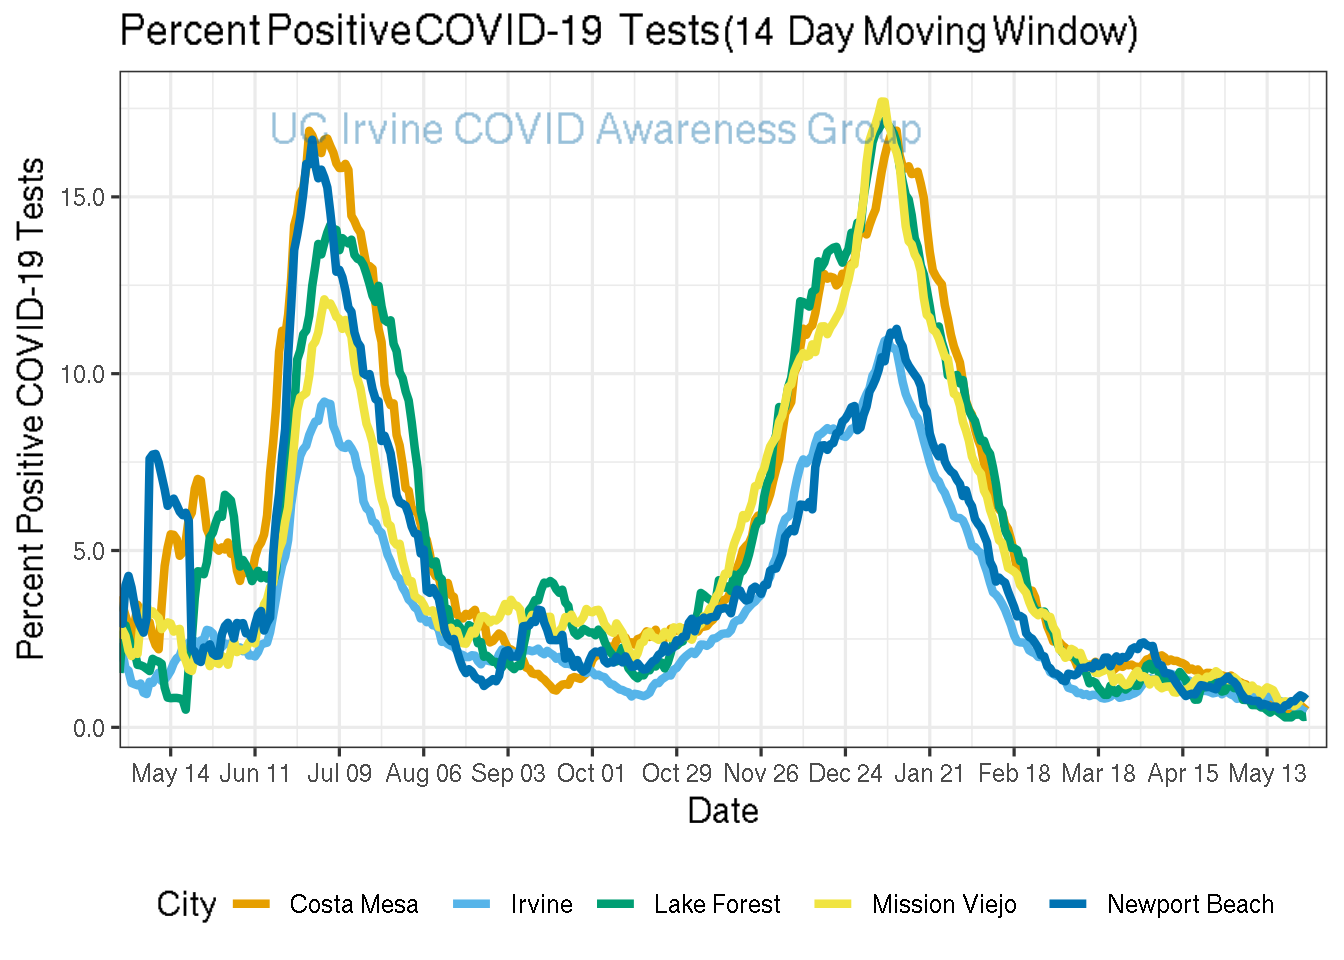 Percent Positive COVID-19 Tests (14 Day Moving Window)
UC Irvine COVID Awareness Group
Percent Positive COVID-19 Tests
15.0
10.0
5.0
0.0
May 14 Jun 11 Jul 09 Aug 06 Sep 03 Oct 01 Oct 29 Nov 26 Dec 24 Jan 21 Feb 18 Mar 18 Apr 15 May 13
Date
City Costa Mesa Irvine Lake Forest Mission Viejo Newport Beach